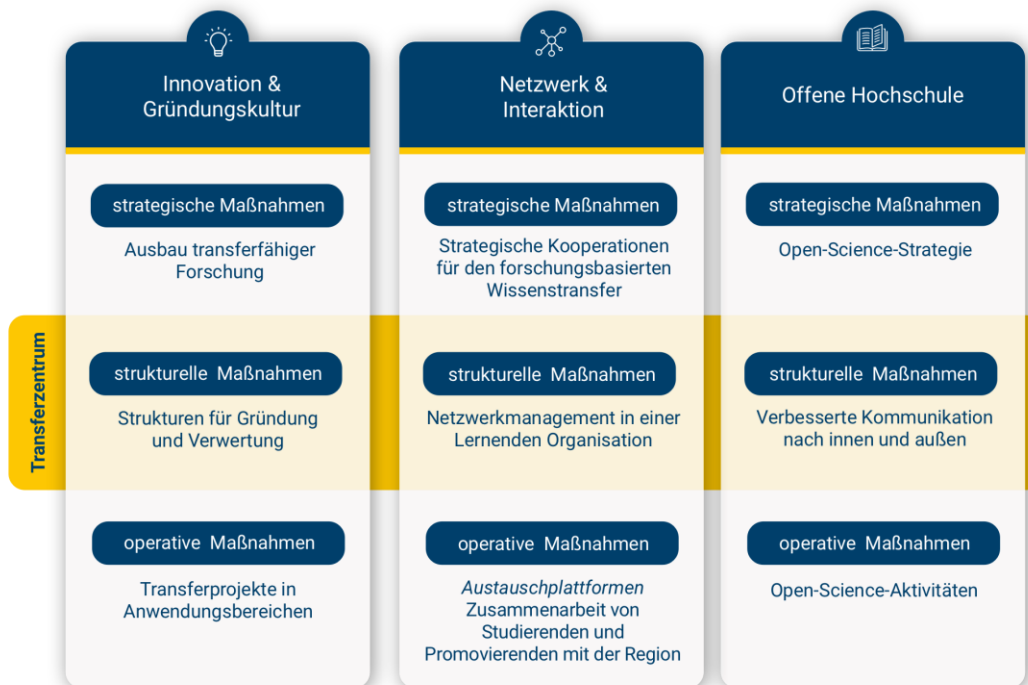 Innovation &
Gründungskultur
strategische Maßnahmen
Ausbau transferfähiger
Forschung
strukturelle Maßnahmen
Strukturen für Gründung
und Verwertung
operative Maßnahmen
Transferprojekte in
Anwendungsbereichen
Netzwerk &
Interaktion
strategische Maßnahmen
Strategische Kooperationen
für den forschungsbasierten
Wissenstransfer
strukturelle Maßnahmen
Netzwerkmanagement in einer
Lernenden Organisation
operative Maßnahmen
Austauschplattformen
Zusammenarbeit von
Studierenden und
Promovierenden mit der Region
Offene Hochschule
strategische Maßnahmen
Open-Science-Strategie
strukturelle Maßnahmen
Verbesserte Kommunikation
nach innen und außen
operative Maßnahmen
Open-Science-Aktivitäten
Transferzentrum